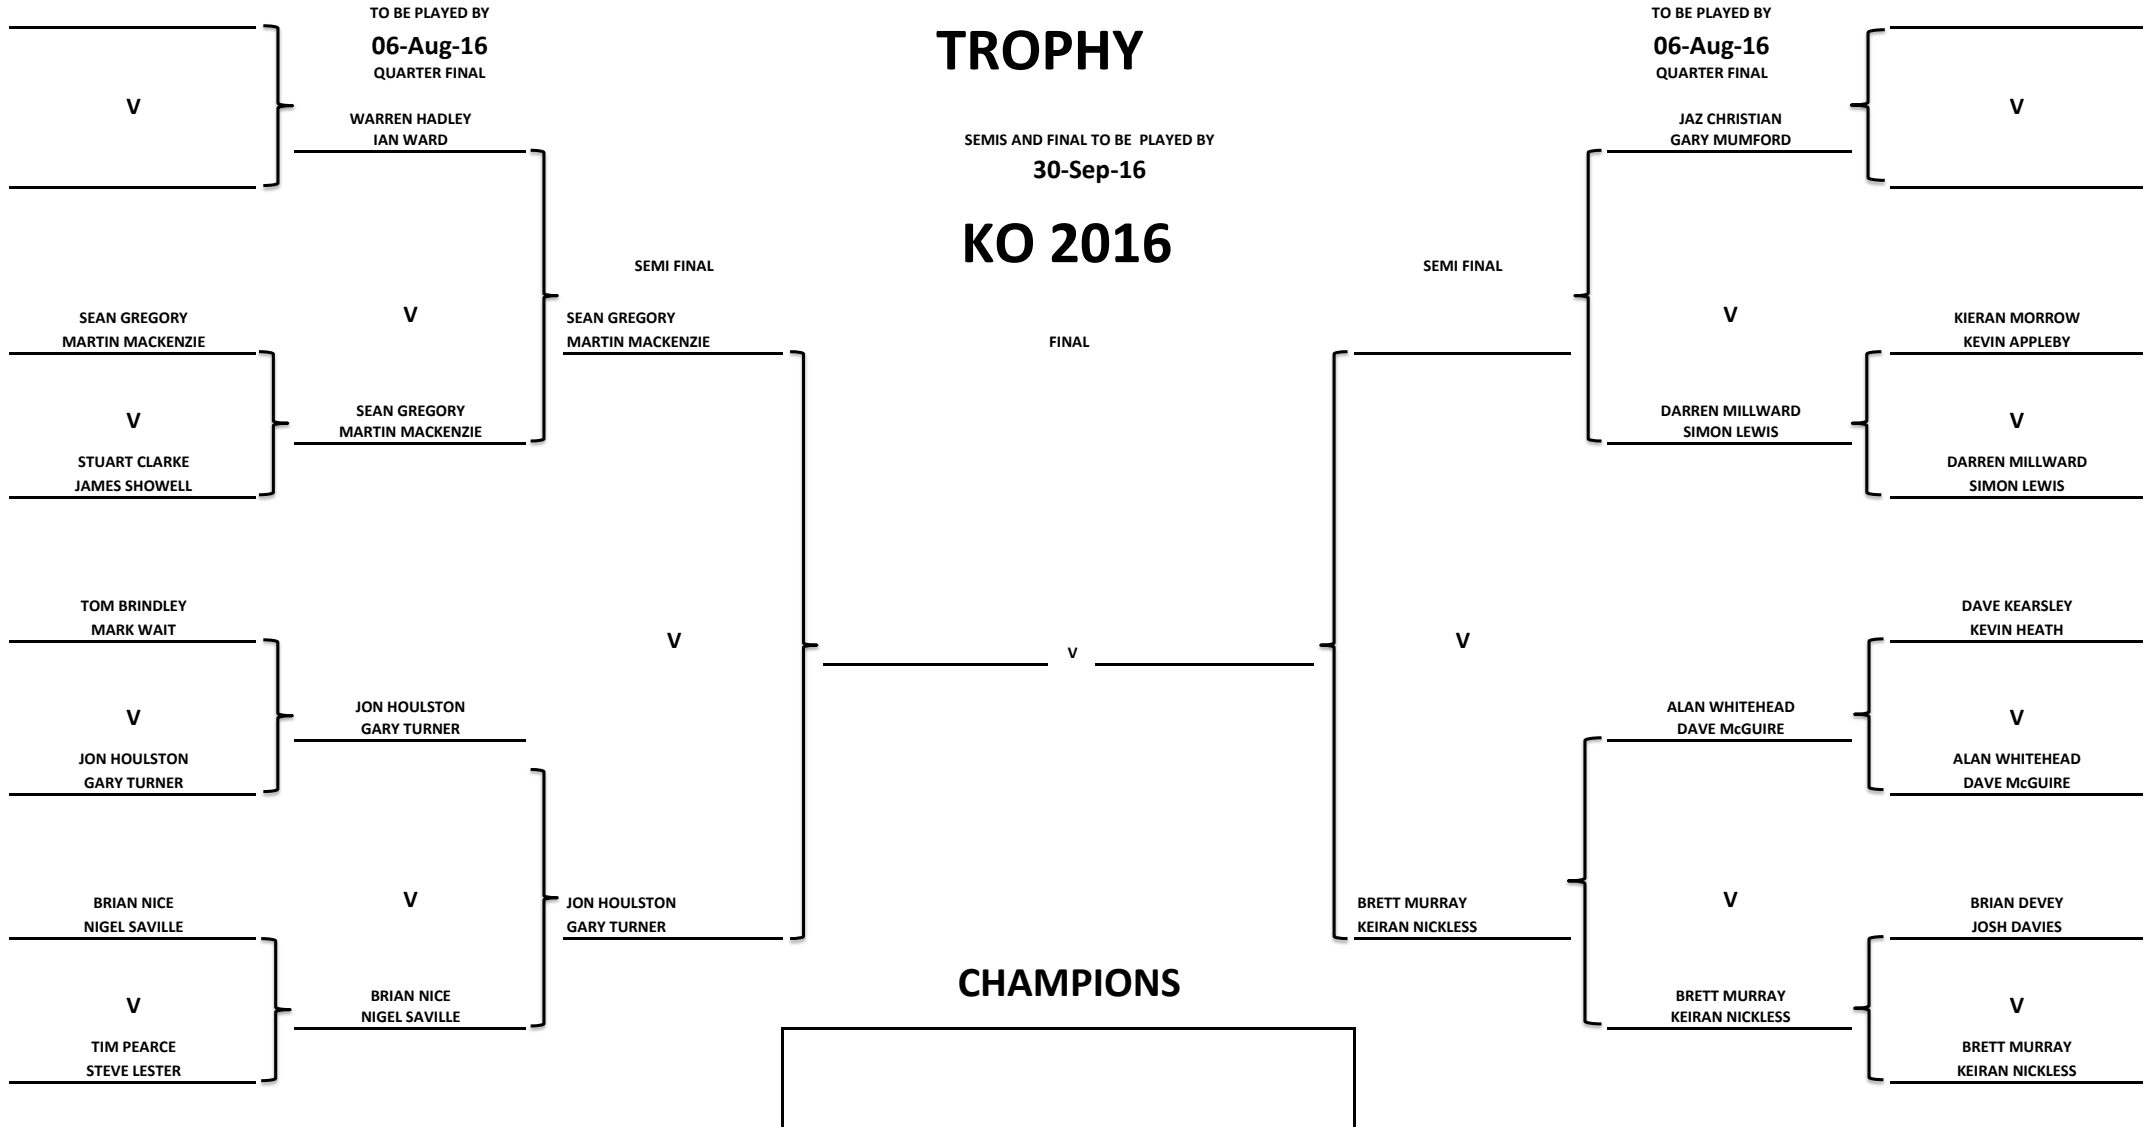 TO BE PLAYED BY
06-Aug-16
QUARTER FINAL
TROPHY
TO BE PLAYED BY
06-Aug-16
QUARTER FINAL
V
WARREN HADLEY
IAN WARD
SEMIS AND FINAL TO BE PLAYED BY
30-Sep-16
KO 2016
JAZ CHRISTIAN
GARY MUMFORD
V
SEMI FINAL
SEMI FINAL
SEAN GREGORY
MARTIN MACKENZIE
V
SEAN GREGORY
MARTIN MACKENZIE
FINAL
V
KIERAN MORROW
KEVIN APPLEBY
V
SEAN GREGORY
MARTIN MACKENZIE
DARREN MILLWARD
SIMON LEWIS
V
STUART CLARKE
JAMES SHOWELL
DARREN MILLWARD
SIMON LEWIS
TOM BRINDLEY
MARK WAIT
V
V
V
DAVE KEARSLEY
KEVIN HEATH
V
JON HOULSTON
GARY TURNER
ALAN WHITEHEAD
DAVE McGUIRE
V
JON HOULSTON
GARY TURNER
ALAN WHITEHEAD
DAVE McGUIRE
BRIAN NICE
NIGEL SAVILLE
V
JON HOULSTON
GARY TURNER
BRETT MURRAY
KEIRAN NICKLESS
V
BRIAN DEVEY
JOSH DAVIES
CHAMPIONS
V
BRIAN NICE
NIGEL SAVILLE
BRETT MURRAY
KEIRAN NICKLESS
V
TIM PEARCE
STEVE LESTER
BRETT MURRAY
KEIRAN NICKLESS